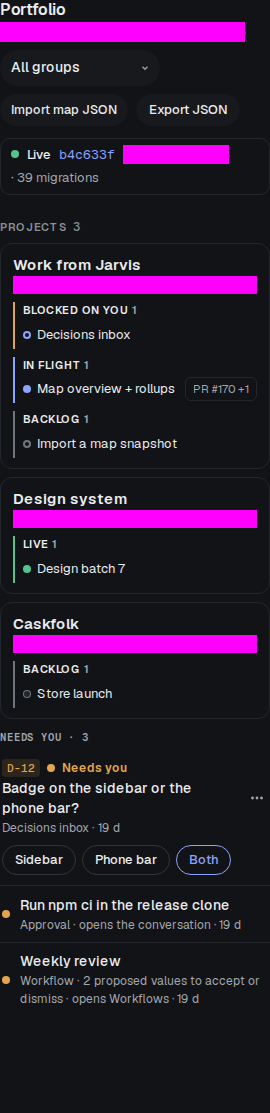 Portfolio
All groups
Import map JSON
Export JSON
Live b4c633f
· 39 migrations
PROJECTS 3
Work from Jarvis
BLOCKED ON YOU 1
Decisions inbox
IN FLIGHT 1
Map overview + rollups PR #170 +1
BACKLOG 1
Import a map snapshot
Design system
LIVE 1
Design batch 7
Caskfolk
BACKLOG 1
Store launch
NEEDS YOU · 3
D-12 Needs you
Badge on the sidebar or the
phone bar?
Decisions inbox · 19 d
Sidebar Phone bar Both
Run npm ci in the release clone
Approval · opens the conversation · 19 d
Weekly review
Workflow · 2 proposed values to accept or
dismiss · opens Workflows · 19 d